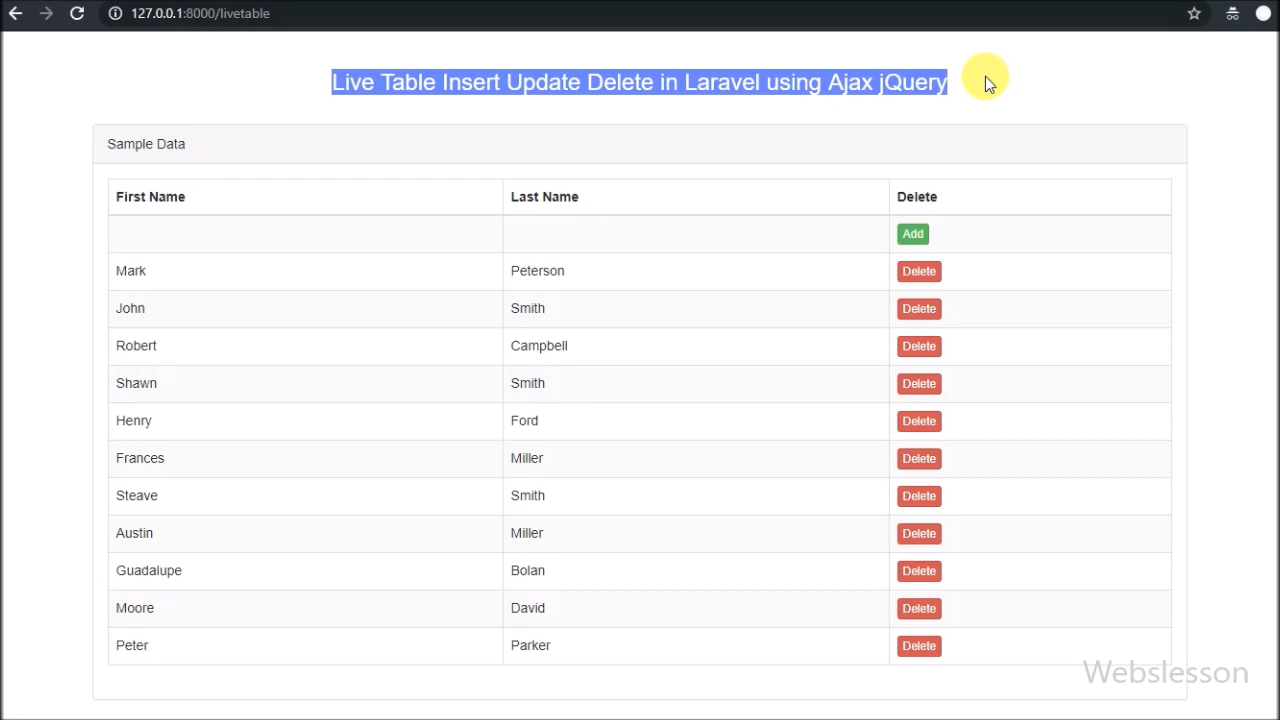 127.0.0.1:8000/livetable
Live Table Insert Update Delete in Laravel using Ajax jQuery
Sample Data
First Name Last Name Delete
Add
Mark Peterson Delete
John Smith Delete
Robert Campbell Delete
Shawn Smith Delete
Henry Ford Delete
Frances Miller Delete
Steave Smith Delete
Austin Miller Delete
Guadalupe Bolan Delete
Moore David Delete
Peter Parker Delete
Webslesson